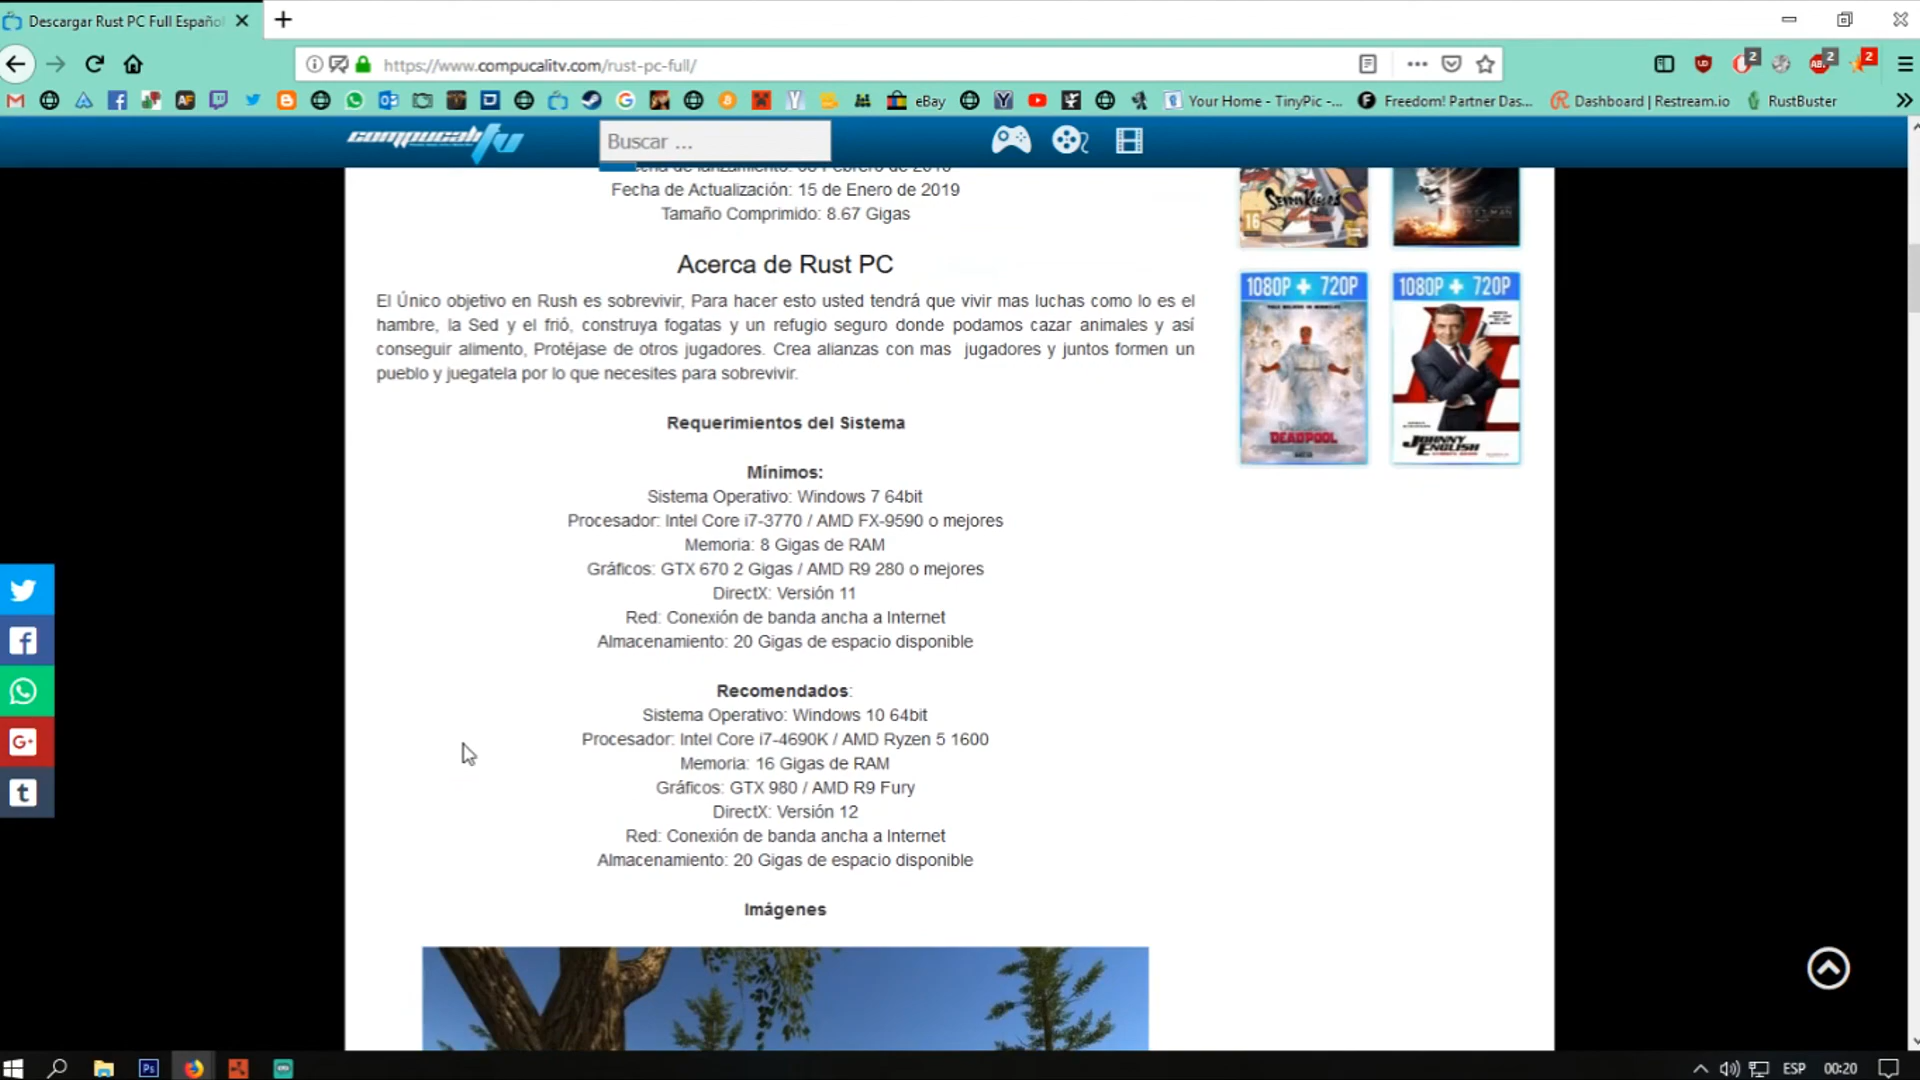 Descargar Rust PC Full Español
https://www.compucalitv.com/rust-pc-full/
2
2
2
eBay
Your Home - TinyPic -...
Freedom! Partner Das...
Dashboard | Restream.io
RustBuster
compucalitv
Buscar ...
Fecha de Actualización: 15 de Enero de 2019
Tamaño Comprimido: 8.67 Gigas
Acerca de Rust PC
El Único objetivo en Rush es sobrevivir, Para hacer esto usted tendrá que vivir mas luchas como lo es el
hambre, la Sed y el frió, construya fogatas y un refugio seguro donde podamos cazar animales y así
conseguir alimento, Protéjase de otros jugadores. Crea alianzas con mas jugadores y juntos formen un
pueblo y juegatela por lo que necesites para sobrevivir.
Requerimientos del Sistema
Mínimos:
Sistema Operativo: Windows 7 64bit
Procesador: Intel Core i7-3770 / AMD FX-9590 o mejores
Memoria: 8 Gigas de RAM
Gráficos: GTX 670 2 Gigas / AMD R9 280 o mejores
DirectX: Versión 11
Red: Conexión de banda ancha a Internet
Almacenamiento: 20 Gigas de espacio disponible
Recomendados:
Sistema Operativo: Windows 10 64bit
Procesador: Intel Core i7-4690K / AMD Ryzen 5 1600
Memoria: 16 Gigas de RAM
Gráficos: GTX 980 / AMD R9 Fury
DirectX: Versión 12
Red: Conexión de banda ancha a Internet
Almacenamiento: 20 Gigas de espacio disponible
Imágenes
16
1080P + 720P
1080P + 720P
DEADPOOL
JOHNNY
ENGLISH
ESP
00:20